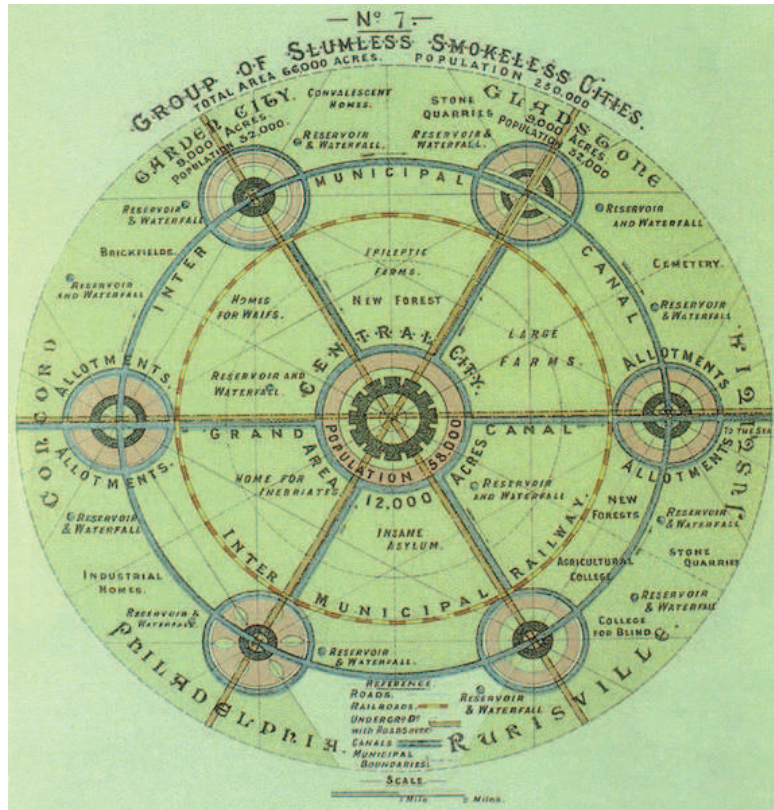 — Nº 7. —
GROUP OF SLUMLESS SMOKELESS CITIES.
TOTAL AREA 66000 ACRES. POPULATION 250,000
GARDEN CITY.
9,000 ACRES.
POPULATION 32,000.
CONVALESCENT
HOMES.
STONE
QUARRIES
GLADSTONE
9,000 ACRES
POPULATION
32,000
RESERVOIR
& WATERFALL
RESERVOIR &
WATERFALL.
INTER MUNICIPAL CANAL
RESERVOIR
& WATERFALL
RESERVOIR
AND WATERFALL
BRICKFIELDS.
EPILEPTIC
FARMS.
CEMETERY.
RESERVOIR
AND WATERFALL
HOMES
FOR WAIFS.
NEW FOREST
RESERVOIR
& WATERFALL
LARGE
FARMS.
CENTRAL CITY.
CONCORD
ALLOTMENTS
ALLOTMENTS
JUSTITIA
RESERVOIR AND
WATERFALL
GRAND CANAL
TO THE SEA
POPULATION 58,000
AREA 12,000 ACRES
ALLOTMENTS.
ALLOTMENTS
HOME FOR
INEBRIATES
RESERVOIR
AND WATERFALL
NEW
FORESTS
RESERVOIR
& WATERFALL
RESERVOIR
& WATERFALL
INSANE
ASYLUM.
STONE
QUARRIES
INTER MUNICIPAL RAILWAY.
AGRICULTURAL
COLLEGE
INDUSTRIAL
HOMES.
RESERVOIR
& WATERFALL
RESERVOIR &
WATERFALL.
COLLEGE
FOR BLIND
RESERVOIR
& WATERFALL.
PHILADELPHIA.
RURISVILLE.
REFERENCE
ROADS.
RAILROADS.
UNDERGRD Dº
WITH ROADS OVER
CANALS
MUNICIPAL
BOUNDARIES
RESERVOIR
& WATERFALL
SCALE
1 Mile 2 Miles.